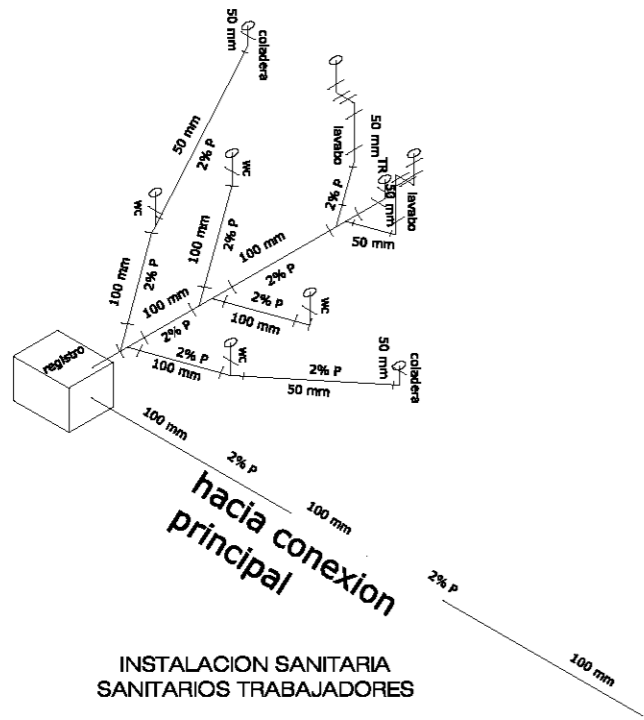 50 mm
coladera
50 mm
2% P
wc
wc
100 mm
2% P
100 mm
2% P
lavabo
50 mm
2% P
TR
50 mm
lavabo
50 mm
100 mm
2% P
100 mm
2% P
2% P
100 mm
wc
2% P
100 mm
wc
2% P
50 mm
50 mm
coladera
registro
100 mm
2% P
100 mm
hacia conexion
principal
2% P
100 mm
INSTALACION SANITARIA
SANITARIOS TRABAJADORES